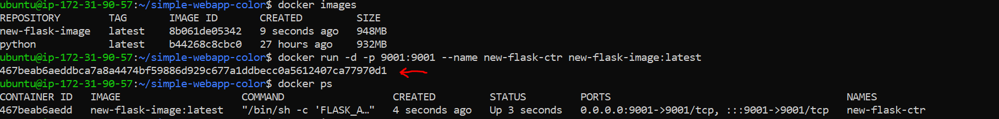 ubuntu@ip-172-31-90-57:~/simple-webapp-color$ docker images
REPOSITORY TAG IMAGE ID CREATED SIZE
new-flask-image latest 8b061de05342 9 seconds ago 948MB
python latest b44268c8cbc0 27 hours ago 932MB
ubuntu@ip-172-31-90-57:~/simple-webapp-color$ docker run -d -p 9001:9001 --name new-flask-ctr new-flask-image:latest
467beab6aeddbca7a8a4474bf59886d929c677a1ddbecc0a5612407ca77970d1
ubuntu@ip-172-31-90-57:~/simple-webapp-color$ docker ps
CONTAINER ID IMAGE COMMAND CREATED STATUS PORTS NAMES
467beab6aedd new-flask-image:latest "/bin/sh -c 'FLASK_A…" 4 seconds ago Up 3 seconds 0.0.0.0:9001->9001/tcp, :::9001->9001/tcp new-flask-ctr